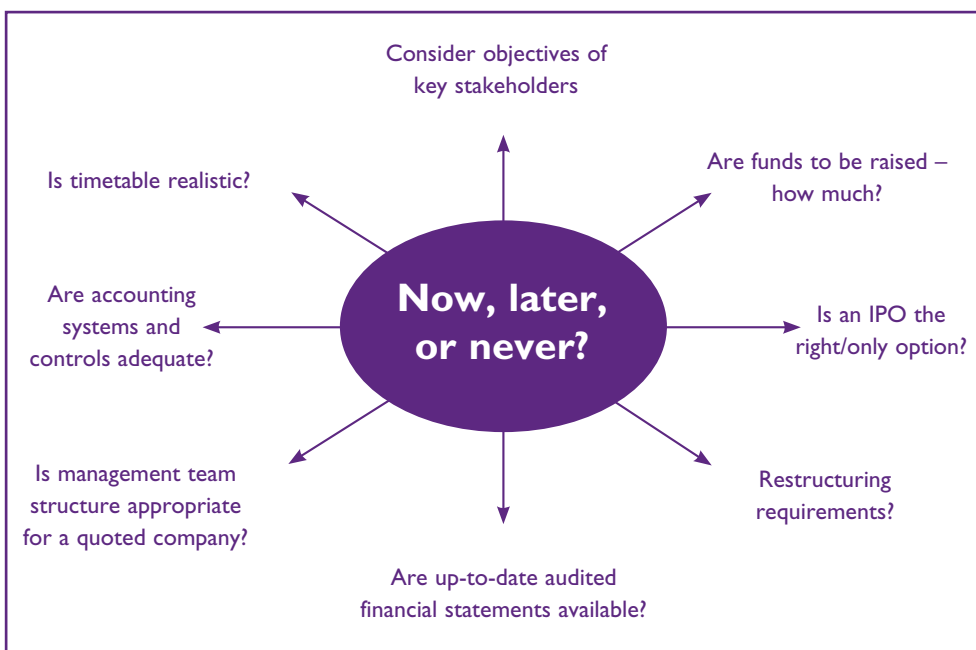 Consider objectives of
key stakeholders
Is timetable realistic?
Are funds to be raised –
how much?
Are accounting
systems and
controls adequate?
Now, later,
or never?
Is an IPO the
right/only option?
Is management team
structure appropriate
for a quoted company?
Restructuring
requirements?
Are up-to-date audited
financial statements available?